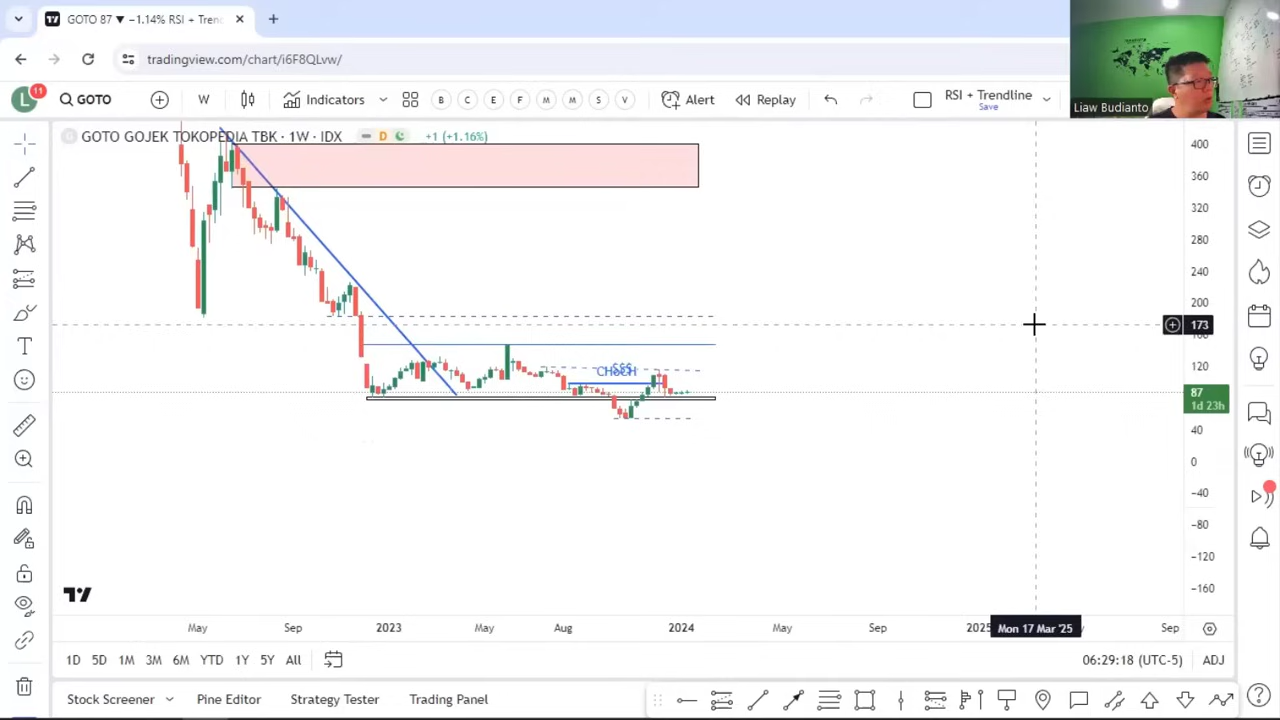 GOTO 87 ▼ −1.14% RSI + Tren
tradingview.com/chart/i6F8QLvw/
L 11 GOTO W Indicators B C E F M M S V Alert Replay RSI + Trendline
Save
Liaw Budianto
GOTO GOJEK TOKOPEDIA TBK · 1W · IDX D +1 (+1.16%)
400
360
320
280
240
200
173
120
87
1d 23h
40
0
−40
−80
−120
−160
$$$
CHoCH
May Sep 2023 May Aug 2024 May Sep 2025 Mon 17 Mar '25 Sep
1D 5D 1M 3M 6M YTD 1Y 5Y All 06:29:18 (UTC-5) ADJ
Stock Screener Pine Editor Strategy Tester Trading Panel